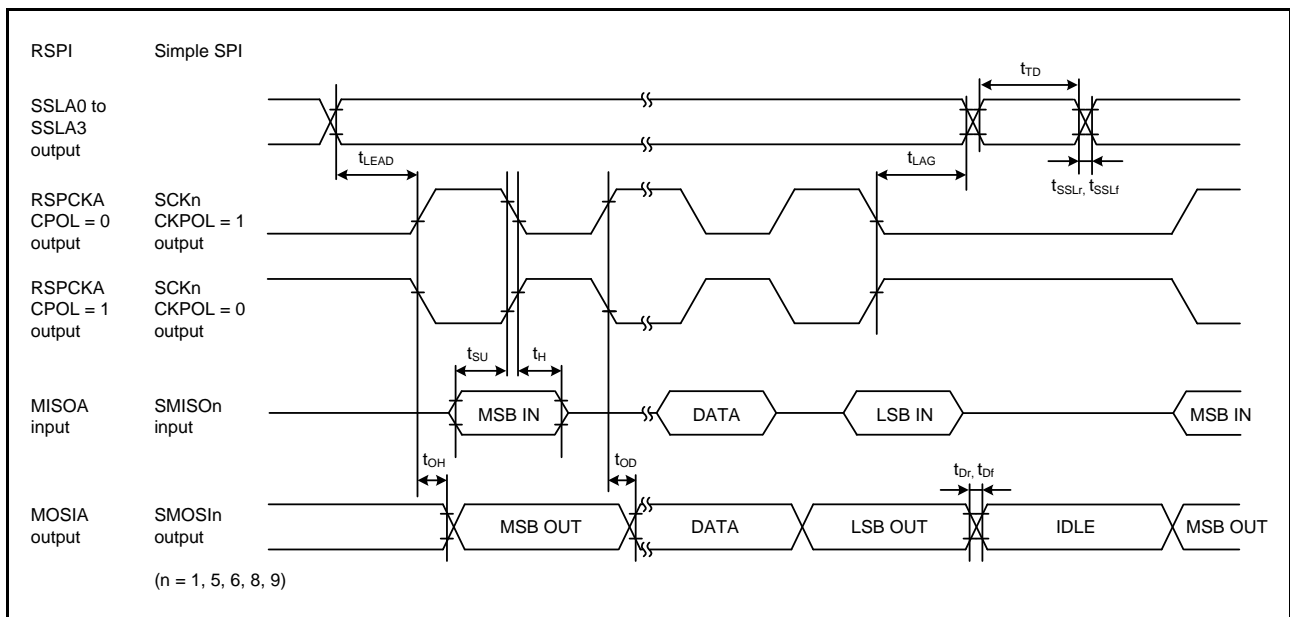 RSPI Simple SPI
SSLA0 to
SSLA3
output
tTD
tLEAD
tLAG
tSSLr, tSSLf
RSPCKA SCKn
CPOL = 0 CKPOL = 1
output output
RSPCKA SCKn
CPOL = 1 CKPOL = 0
output output
tSU tH
MISOA SMISOn
input input
MSB IN DATA LSB IN MSB IN
tOH tOD tDr, tDf
MOSIA SMOSIn
output output
MSB OUT DATA LSB OUT IDLE MSB OUT
(n = 1, 5, 6, 8, 9)